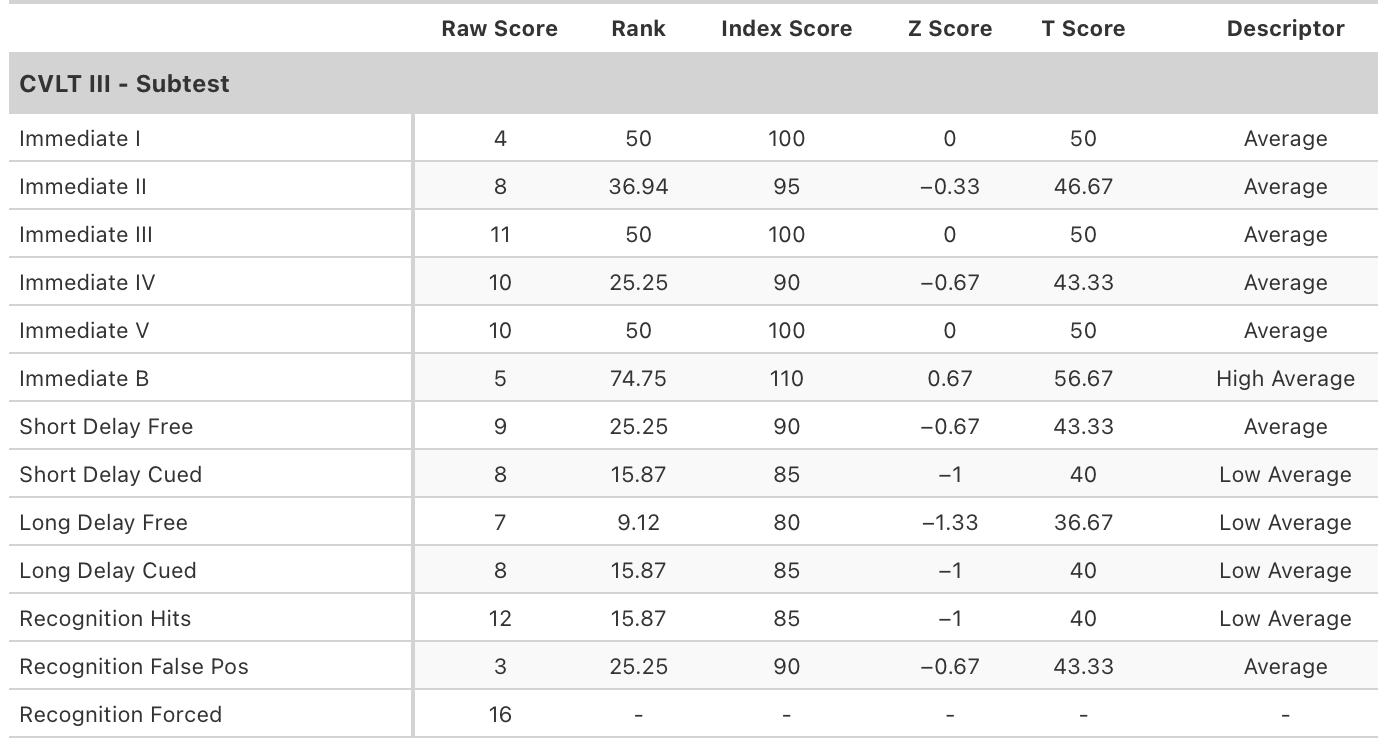 Raw Score Rank Index Score Z Score T Score Descriptor
CVLT III - Subtest
Immediate I 4 50 100 0 50 Average
Immediate II 8 36.94 95 −0.33 46.67 Average
Immediate III 11 50 100 0 50 Average
Immediate IV 10 25.25 90 −0.67 43.33 Average
Immediate V 10 50 100 0 50 Average
Immediate B 5 74.75 110 0.67 56.67 High Average
Short Delay Free 9 25.25 90 −0.67 43.33 Average
Short Delay Cued 8 15.87 85 −1 40 Low Average
Long Delay Free 7 9.12 80 −1.33 36.67 Low Average
Long Delay Cued 8 15.87 85 −1 40 Low Average
Recognition Hits 12 15.87 85 −1 40 Low Average
Recognition False Pos 3 25.25 90 −0.67 43.33 Average
Recognition Forced 16 - - - - -